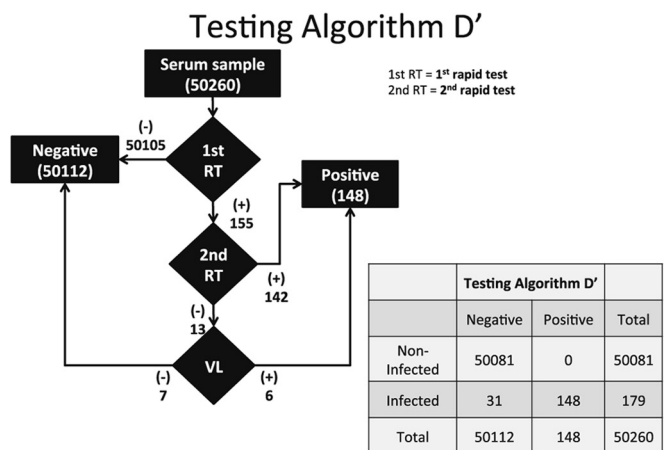 Testing Algorithm D’
Serum sample
(50260)
1st RT = 1st rapid test
2nd RT = 2nd rapid test
(-)
50105
Negative
(50112)
1st
RT
Positive
(148)
(+)
155
2nd
RT
(+)
142
(-)
13
VL
(-)
7
(+)
6
Testing Algorithm D’
Negative Positive Total
Non-
Infected 50081 0 50081
Infected 31 148 179
Total 50112 148 50260